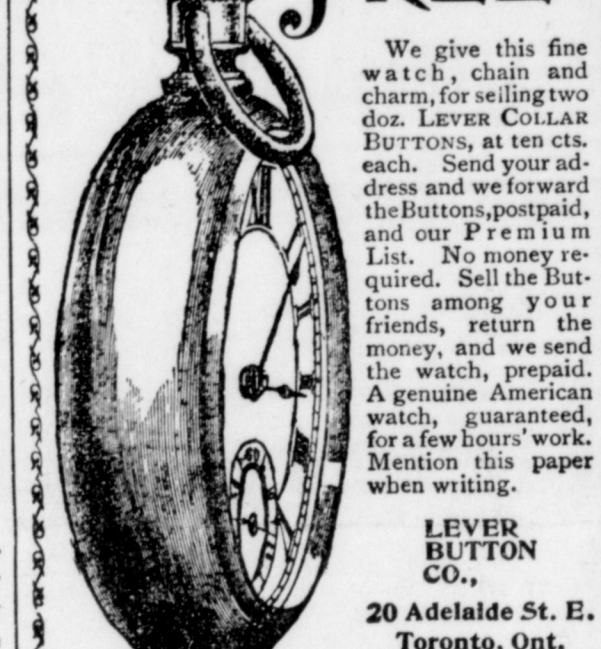 We give this fine
watch, chain and
charm, for selling two
doz. LEVER COLLAR
BUTTONS, at ten cts.
each. Send your ad-
dress and we forward
the Buttons, postpaid,
and our Premium
List. No money re-
quired. Sell the But-
tons among your
friends, return the
money, and we send
the watch, prepaid.
A genuine American
watch, guaranteed,
for a few hours' work.
Mention this paper
when writing.
LEVER
BUTTON
CO.,
20 Adelaide St. E.
Toronto, Ont.